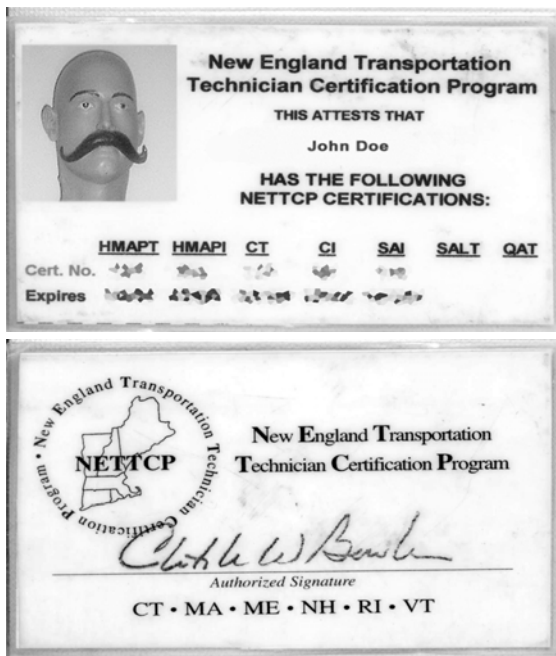 New England Transportation
Technician Certification Program
THIS ATTESTS THAT
John Doe
HAS THE FOLLOWING
NETTCP CERTIFICATIONS:
HMAPT HMAPI CT CI SAI SALT QAT
Cert. No.
Expires
New England Transportation Technician Certification Program •
NETTCP
New England Transportation
Technician Certification Program
Authorized Signature
CT • MA • ME • NH • RI • VT